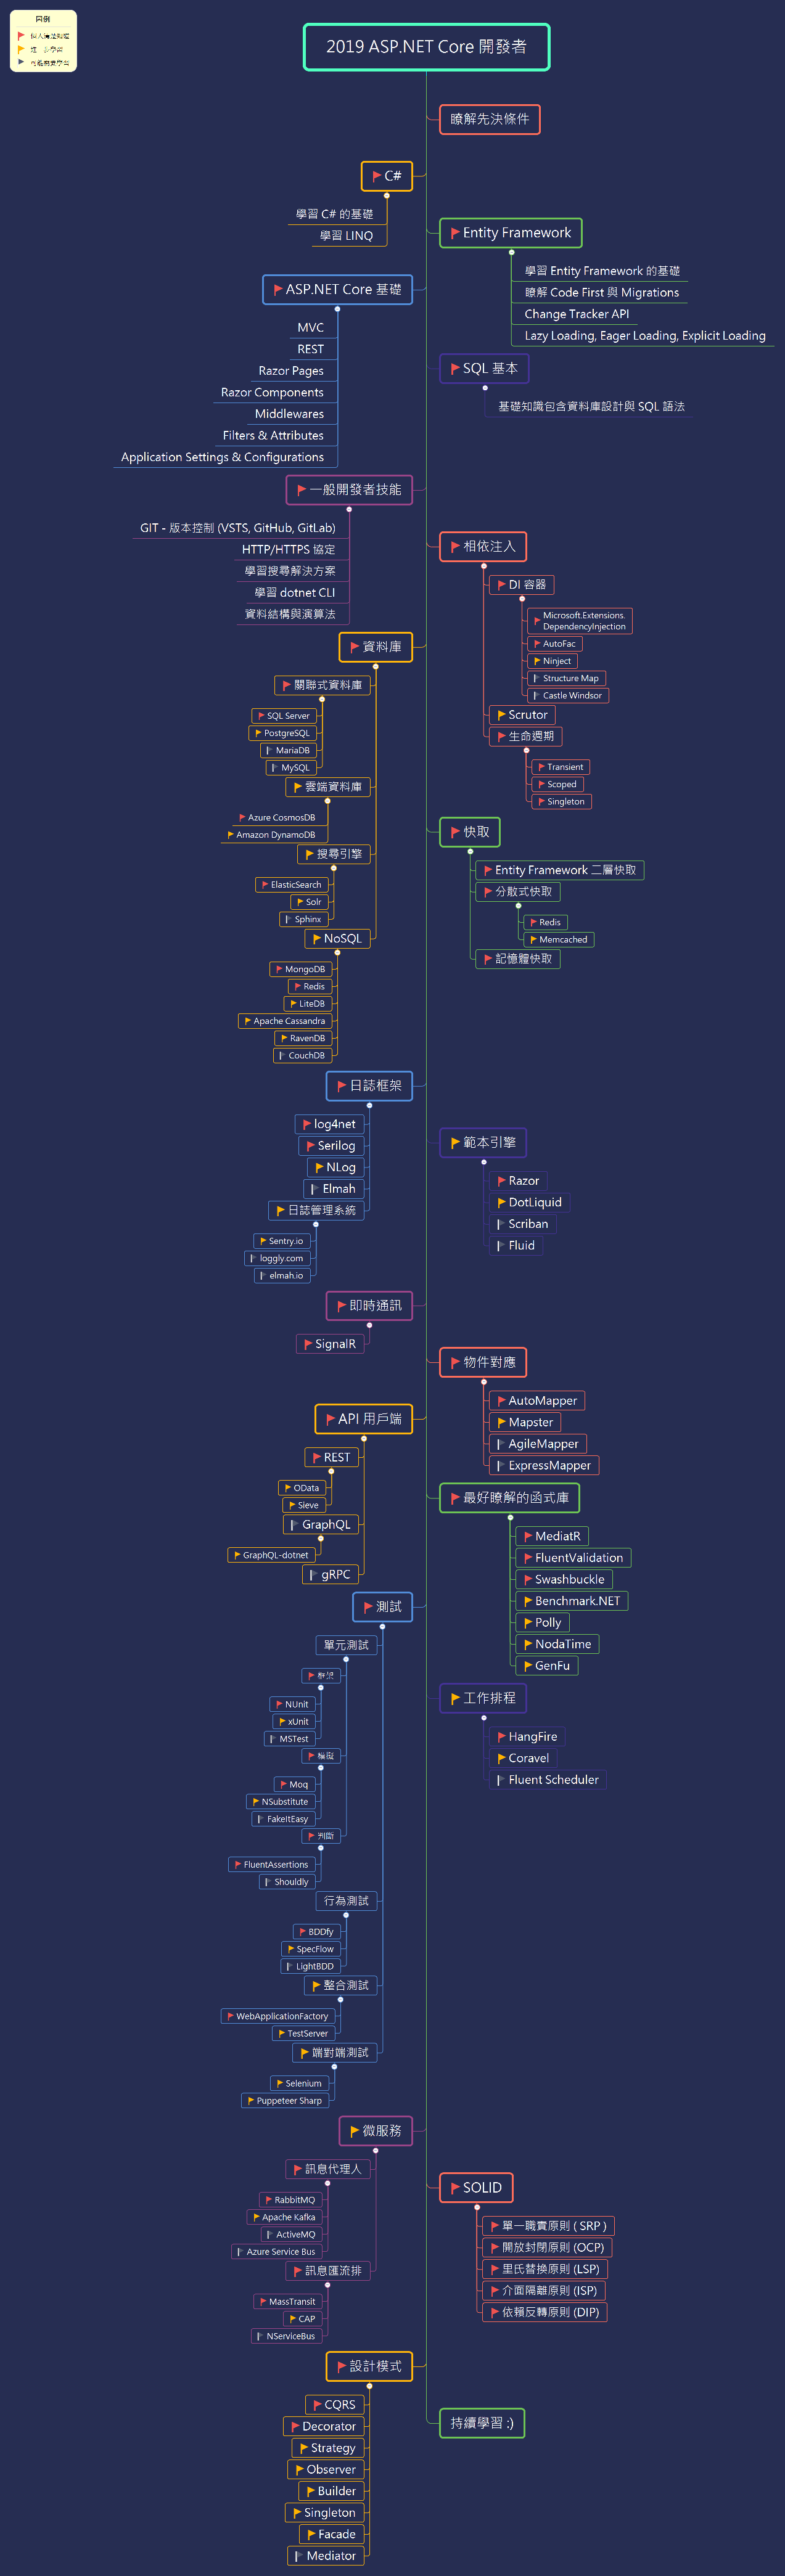 圖例
個人推薦選擇
進一步學習
可能需要學習
2019 ASP.NET Core 開發者
瞭解先決條件
C#
學習 C# 的基礎
學習 LINQ
Entity Framework
學習 Entity Framework 的基礎
瞭解 Code First 與 Migrations
Change Tracker API
Lazy Loading, Eager Loading, Explicit Loading
ASP.NET Core 基礎
MVC
REST
Razor Pages
Razor Components
Middlewares
Filters & Attributes
Application Settings & Configurations
SQL 基本
基礎知識包含資料庫設計與 SQL 語法
一般開發者技能
GIT - 版本控制 (VSTS, GitHub, GitLab)
HTTP/HTTPS 協定
學習搜尋解決方案
學習 dotnet CLI
資料結構與演算法
相依注入
DI 容器
Microsoft.Extensions.
DependencyInjection
AutoFac
Ninject
Structure Map
Castle Windsor
Scrutor
生命週期
Transient
Scoped
Singleton
資料庫
關聯式資料庫
SQL Server
PostgreSQL
MariaDB
MySQL
雲端資料庫
Azure CosmosDB
Amazon DynamoDB
搜尋引擎
ElasticSearch
Solr
Sphinx
NoSQL
MongoDB
Redis
LiteDB
Apache Cassandra
RavenDB
CouchDB
快取
Entity Framework 二層快取
分散式快取
Redis
Memcached
記憶體快取
日誌框架
log4net
Serilog
NLog
Elmah
日誌管理系統
Sentry.io
loggly.com
elmah.io
範本引擎
Razor
DotLiquid
Scriban
Fluid
即時通訊
SignalR
物件對應
AutoMapper
Mapster
AgileMapper
ExpressMapper
API 用戶端
REST
OData
Sieve
GraphQL
GraphQL-dotnet
gRPC
最好瞭解的函式庫
MediatR
FluentValidation
Swashbuckle
Benchmark.NET
Polly
NodaTime
GenFu
測試
單元測試
框架
NUnit
xUnit
MSTest
模擬
Moq
NSubstitute
FakeItEasy
判斷
FluentAssertions
Shouldly
行為測試
BDDfy
SpecFlow
LightBDD
整合測試
WebApplicationFactory
TestServer
端對端測試
Selenium
Puppeteer Sharp
工作排程
HangFire
Coravel
Fluent Scheduler
微服務
訊息代理人
RabbitMQ
Apache Kafka
ActiveMQ
Azure Service Bus
訊息匯流排
MassTransit
CAP
NServiceBus
SOLID
單一職責原則 ( SRP )
開放封閉原則 (OCP)
里氏替換原則 (LSP)
介面隔離原則 (ISP)
依賴反轉原則 (DIP)
設計模式
CQRS
Decorator
Strategy
Observer
Builder
Singleton
Facade
Mediator
持續學習 :)